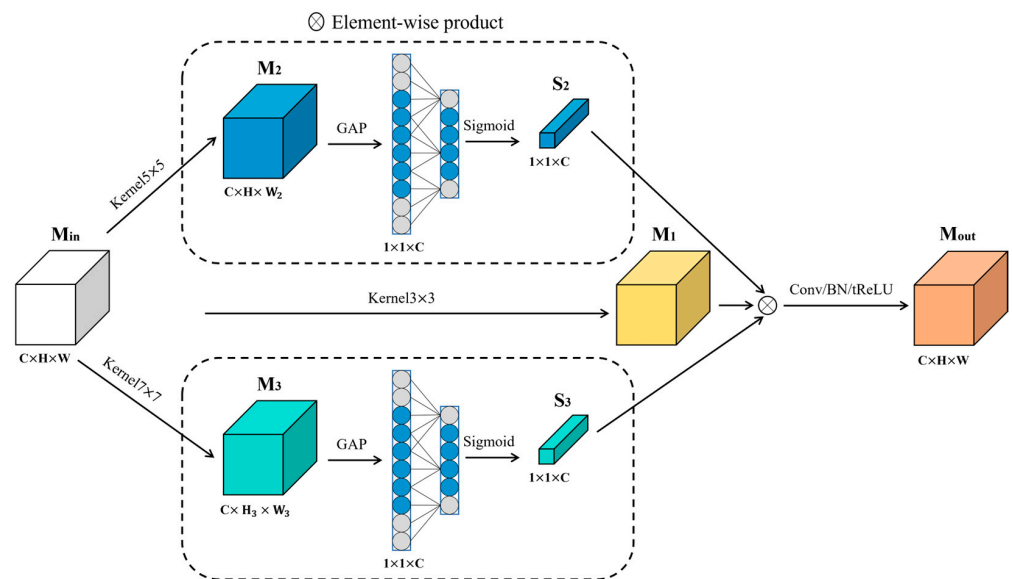 ⊗ Element-wise product
M₂
GAP
Sigmoid
S₂
C×H× W₂
1×1×C
1×1×C
Kernel5×5
Min
C×H×W
Kernel3×3
M₁
Conv/BN/tReLU
Mout
C×H×W
Kernel7×7
M₃
GAP
Sigmoid
S₃
C× H₃ × W₃
1×1×C
1×1×C